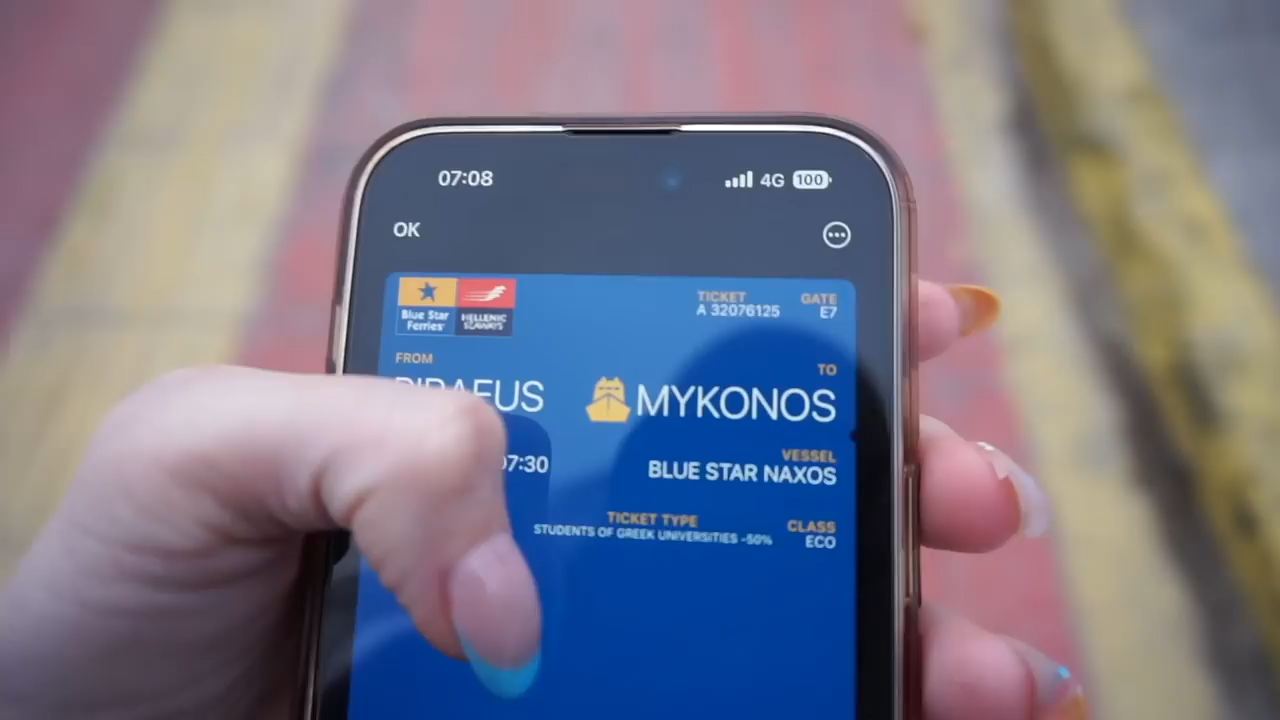 07:08
4G 100
OK
Blue Star
Ferries
HELLENIC
SEAWAYS
TICKET
A 32076125
GATE
E7
FROM
PIRAEUS
TO
MYKONOS
07:30
VESSEL
BLUE STAR NAXOS
TICKET TYPE
STUDENTS OF GREEK UNIVERSITIES -50%
CLASS
ECO